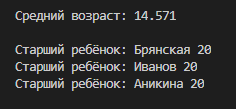 Средний возраст: 14.571
Старший ребёнок: Брянская 20
Старший ребёнок: Иванов 20
Старший ребёнок: Аникина 20